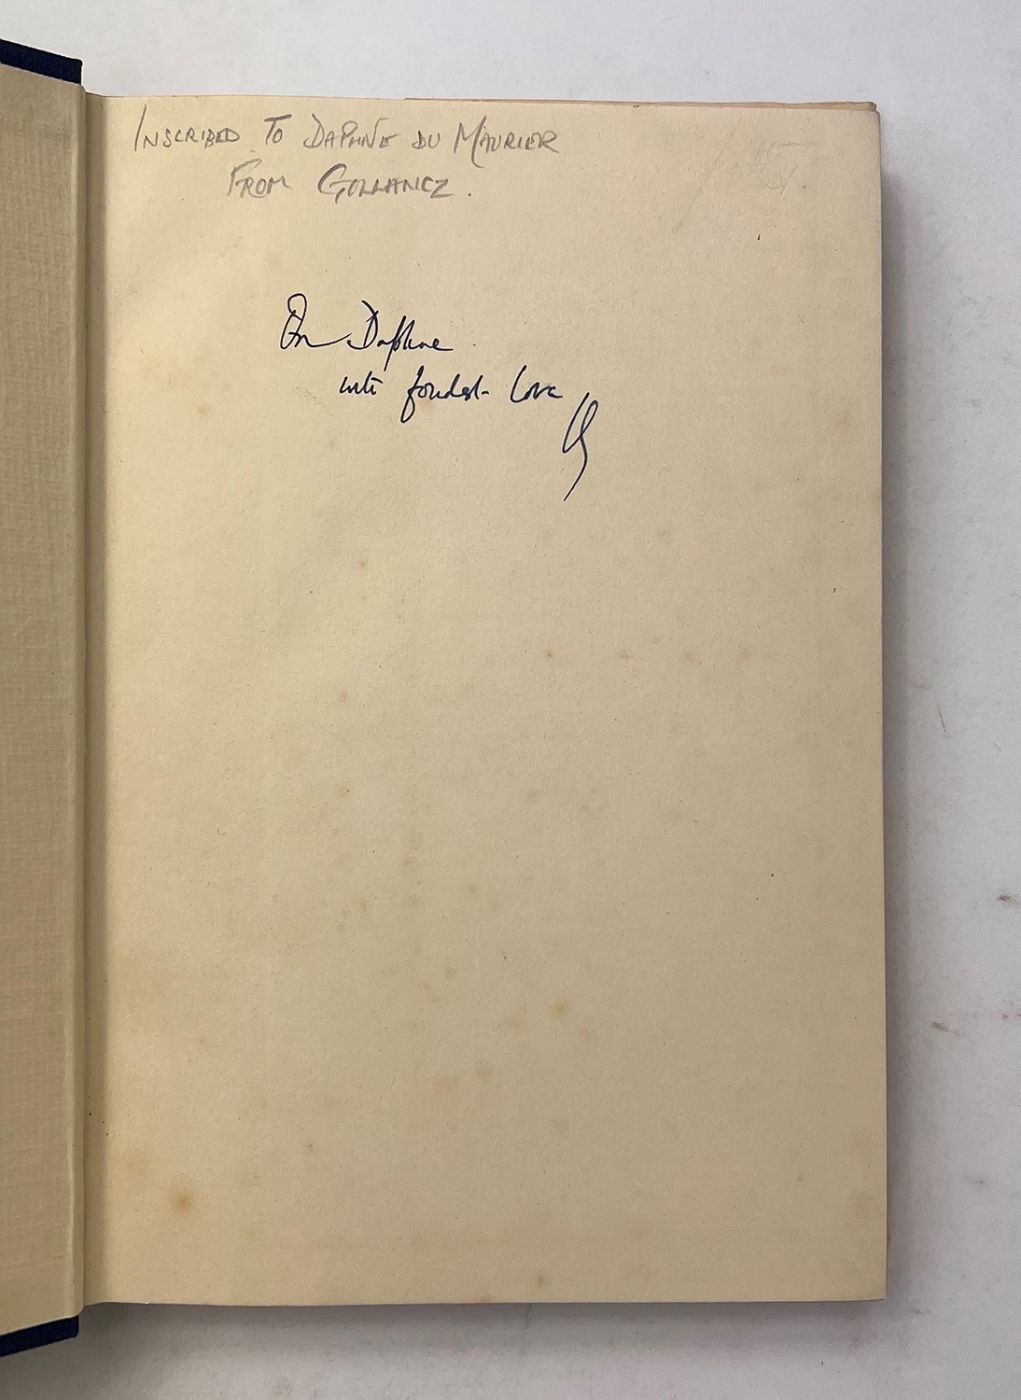 INSCRIBED TO DAPHNE DU MAURIER
FROM GOLLANCZ.
For Daphne
with fondest love